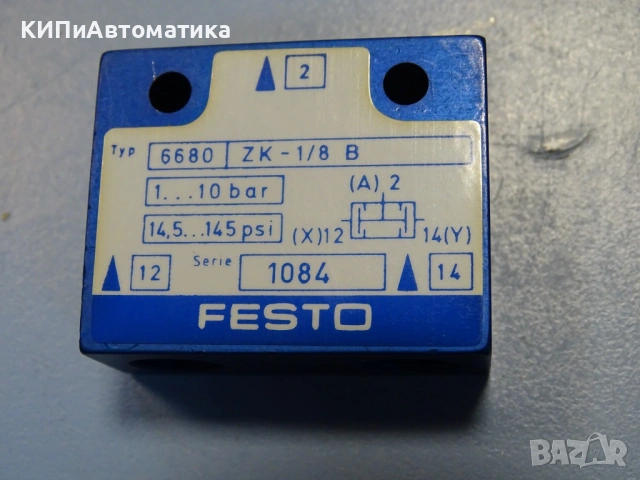 КИПиАвтоматика
2
Typ 6680 ZK-1/8 B
1...10 bar
(A) 2
14,5...145 psi
(X)12 14(Y)
12 Serie 1084 14
FESTO
BAZAR